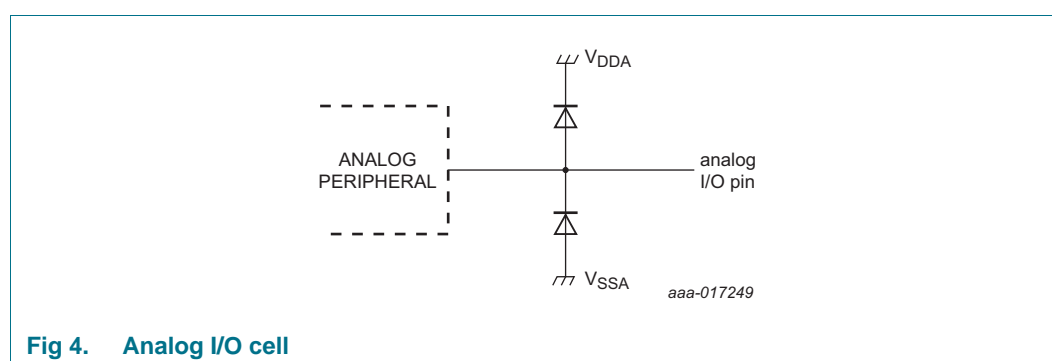 VDDA
ANALOG
PERIPHERAL
analog
I/O pin
VSSA
aaa-017249
Fig 4. Analog I/O cell